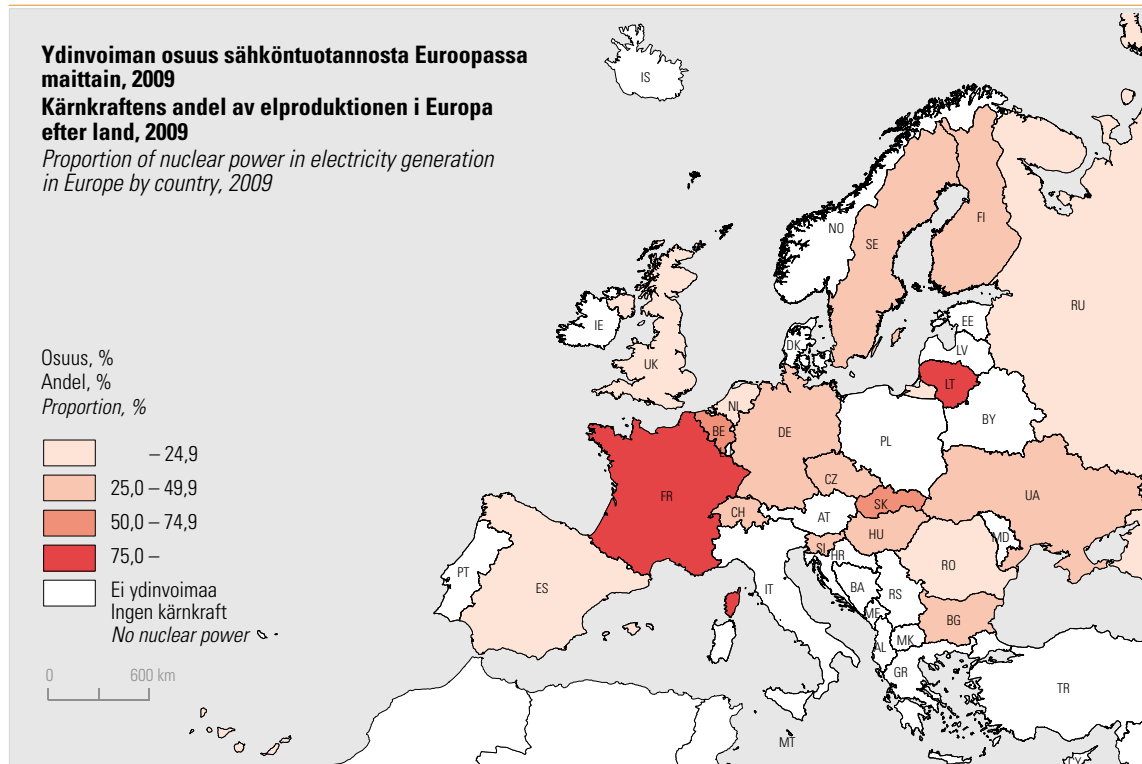 Ydinvoiman osuus sähköntuotannosta Euroopassa
maittain, 2009
Kärnkraftens andel av elproduktionen i Europa
efter land, 2009
Proportion of nuclear power in electricity generation
in Europe by country, 2009
IS
NO
SE
FI
RU
EE
LV
LT
BY
IE
UK
DK
NL
BE
DE
PL
CZ
SK
UA
FR
CH
AT
HU
MD
SI
HR
RO
PT
ES
IT
BA
RS
ME
BG
AL
MK
GR
TR
MT
CY
Osuus, %
Andel, %
Proportion, %
– 24,9
25,0 – 49,9
50,0 – 74,9
75,0 –
Ei ydinvoimaa
Ingen kärnkraft
No nuclear power
0 600 km